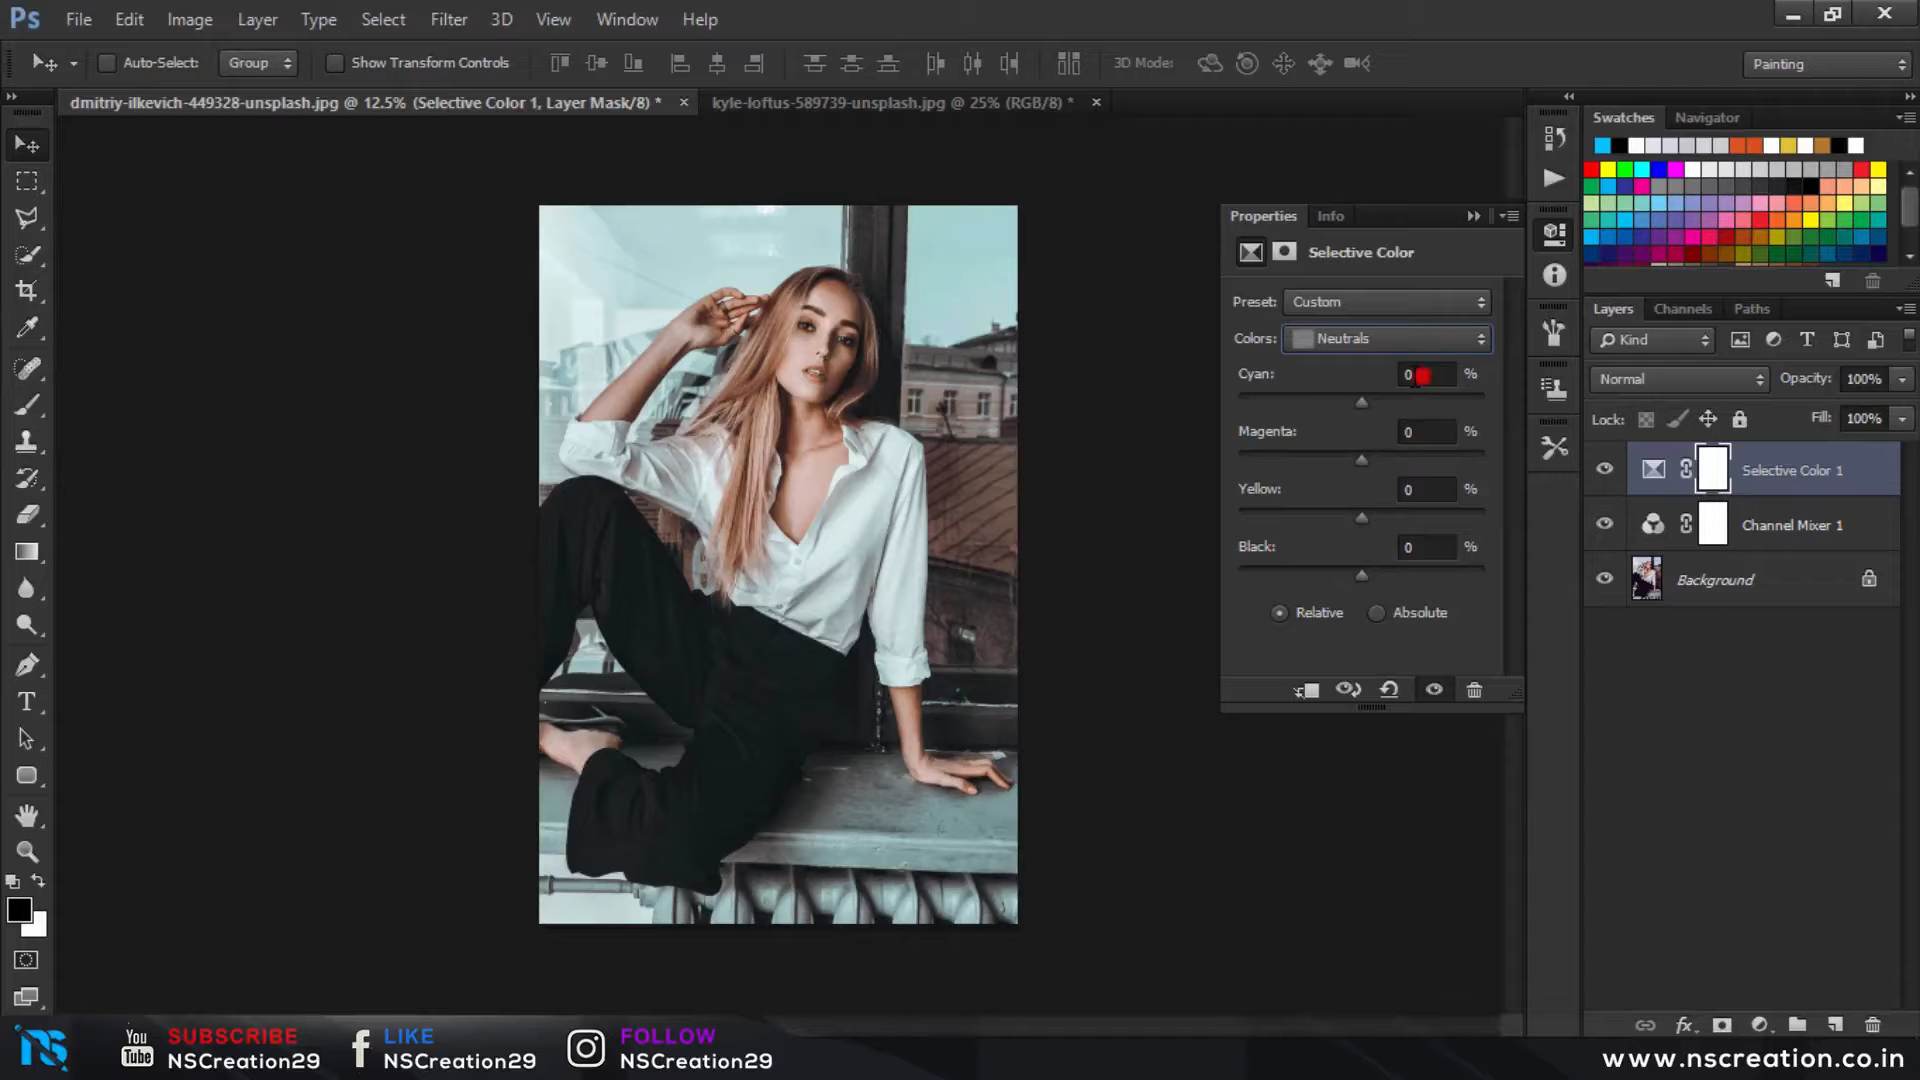 Ps File Edit Image Layer Type Select Filter 3D View Window Help
Auto-Select: Group Show Transform Controls 3D Mode: Painting
dmitriy-ilkevich-449328-unsplash.jpg @ 12.5% (Selective Color 1, Layer Mask/8) * × kyle-loftus-589739-unsplash.jpg @ 25% (RGB/8) * ×
Swatches Navigator
Properties Info
Selective Color
Preset: Custom
Colors: Neutrals
Cyan: 0 %
Magenta: 0 %
Yellow: 0 %
Black: 0 %
Relative Absolute
Layers Channels Paths
Kind
Normal Opacity: 100%
Lock: Fill: 100%
Selective Color 1
Channel Mixer 1
Background
You Tube SUBSCRIBE NSCreation29
LIKE NSCreation29
FOLLOW NSCreation29
www.nscreation.co.in